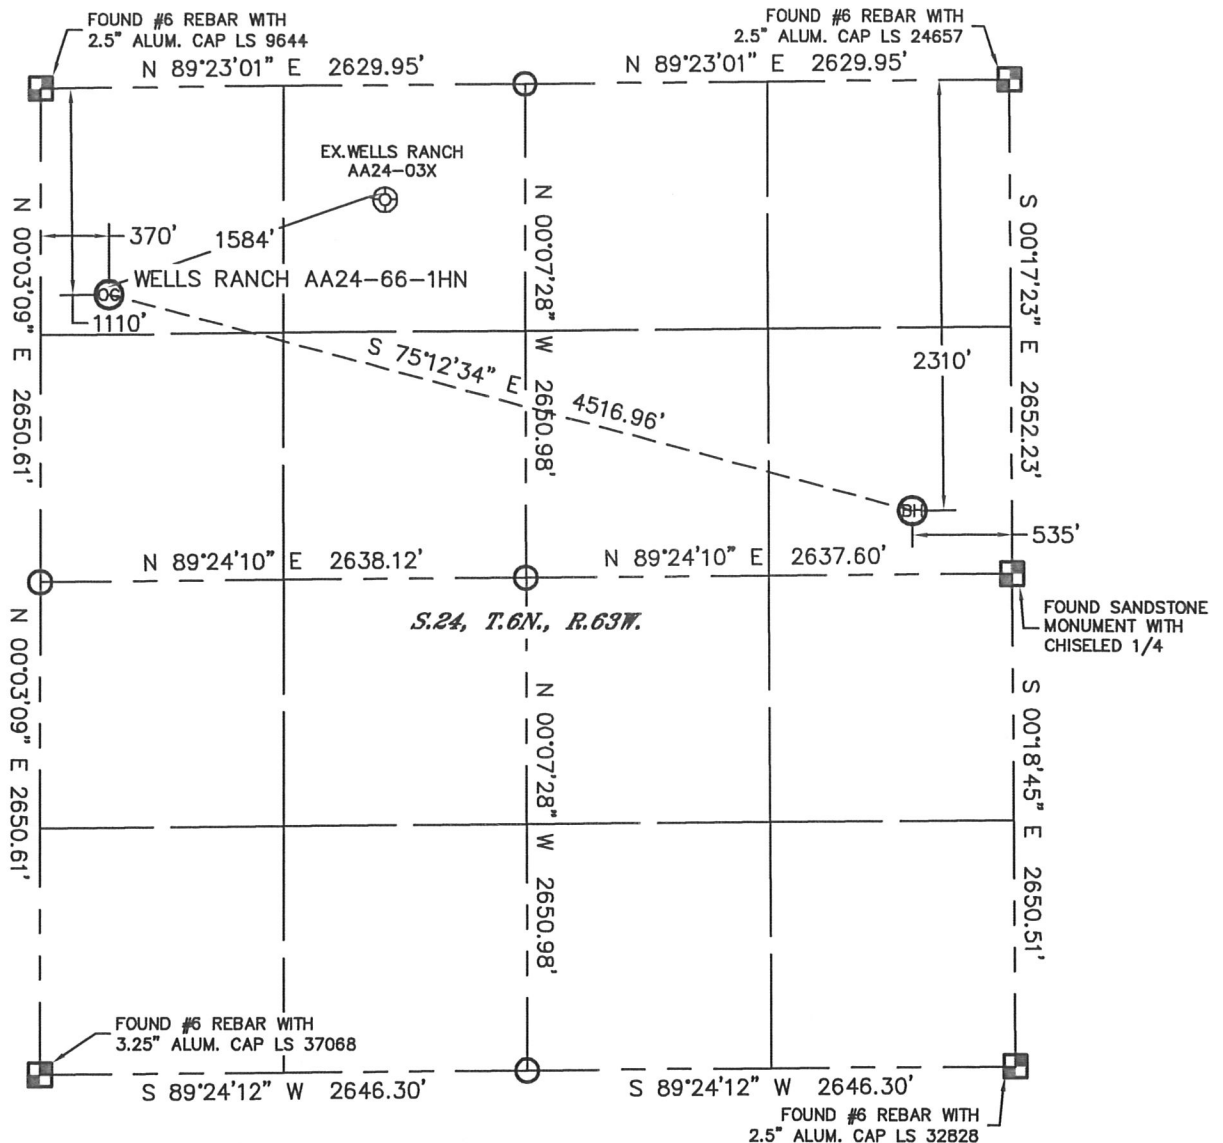 FOUND #6 REBAR WITH
2.5" ALUM. CAP LS 9644
FOUND #6 REBAR WITH
2.5" ALUM. CAP LS 24657
N 89°23'01" E 2629.95'
N 89°23'01" E 2629.95'
EX.WELLS RANCH
AA24-03X
N 00°03'09" E 2650.61'
N 00°07'28" W 2650.98'
S 00°17'23" E 2652.23'
370'
1584'
WELLS RANCH AA24-66-1HN
OG
1110'
S 75°12'34" E 4516.96'
2310'
BH
535'
N 89°24'10" E 2638.12'
N 89°24'10" E 2637.60'
S.24, T.6N., R.63W.
FOUND SANDSTONE
MONUMENT WITH
CHISELED 1/4
N 00°03'09" E 2650.61'
N 00°07'28" W 2650.98'
S 00°18'45" E 2650.51'
FOUND #6 REBAR WITH
3.25" ALUM. CAP LS 37068
S 89°24'12" W 2646.30'
S 89°24'12" W 2646.30'
FOUND #6 REBAR WITH
2.5" ALUM. CAP LS 32828